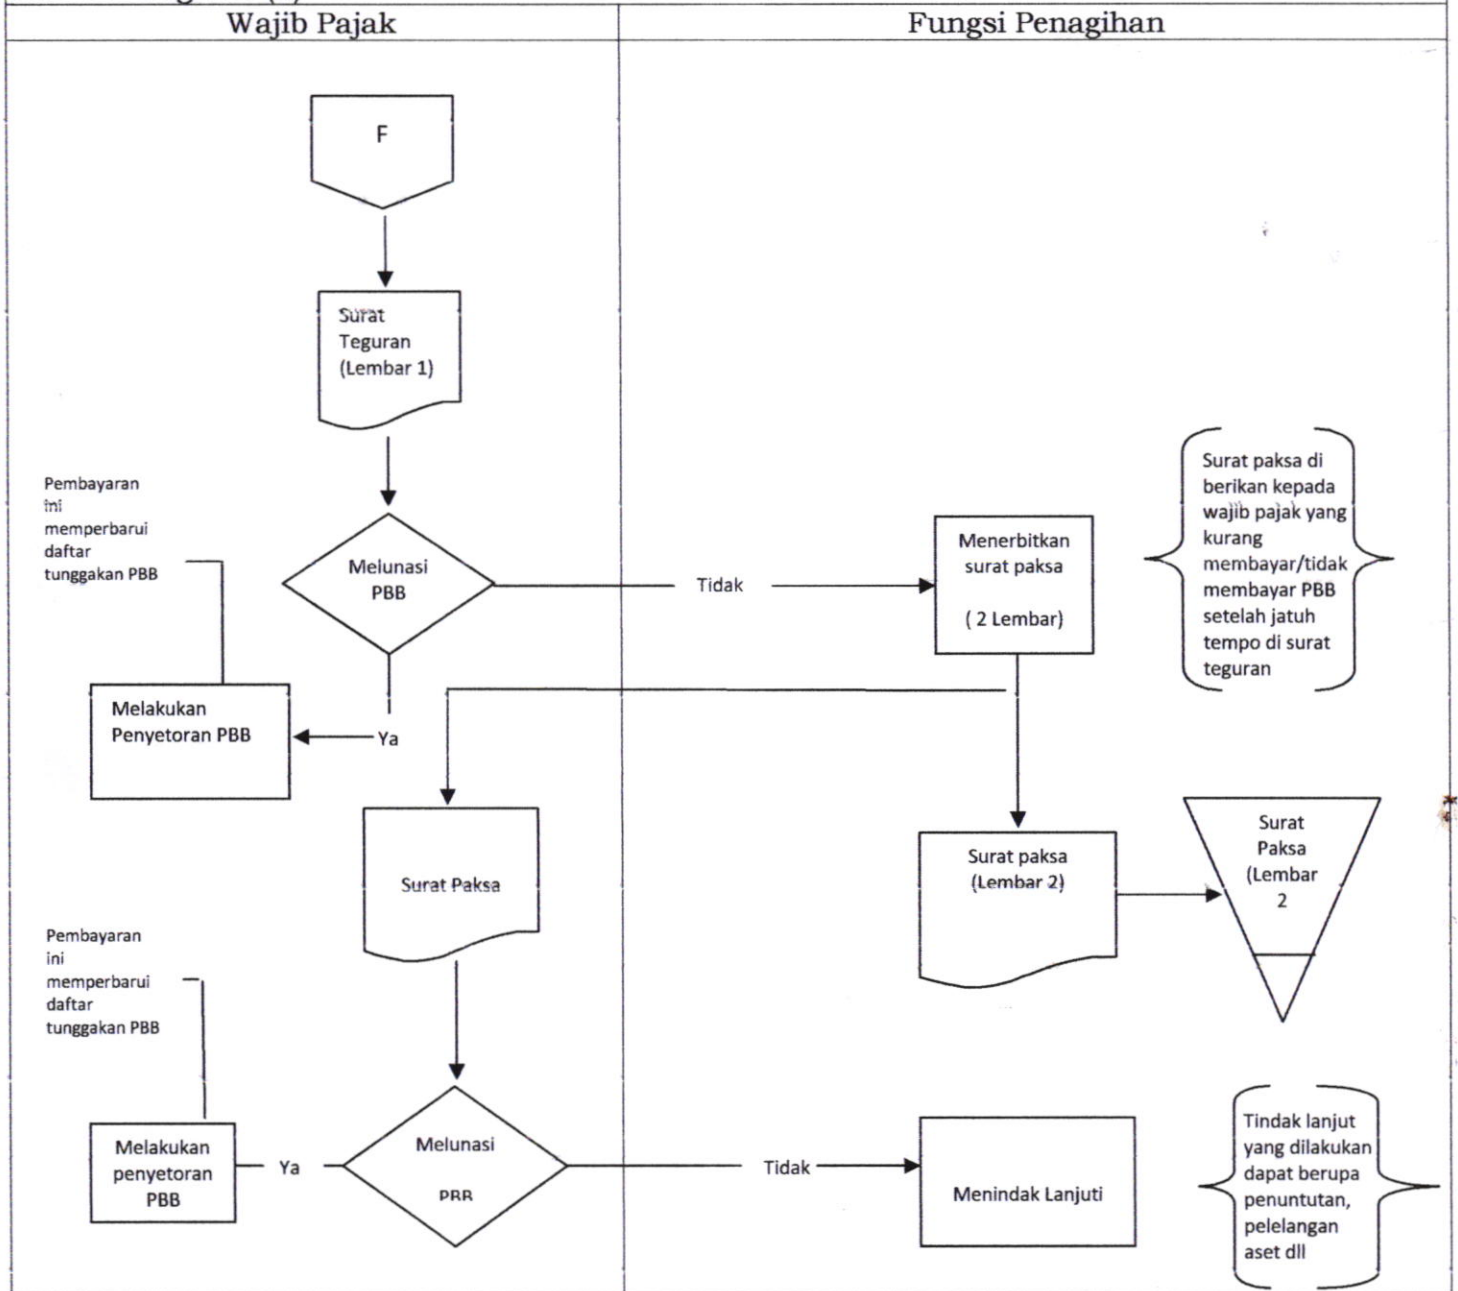 Wajib Pajak
Fungsi Penagihan
F
Surat
Teguran
(Lembar 1)
Pembayaran
ini
memperbarui
daftar
tunggakan PBB
Melunasi
PBB
Tidak
Menerbitkan
surat paksa
( 2 Lembar)
Surat paksa di
berikan kepada
wajib pajak yang
kurang
membayar/tidak
membayar PBB
setelah jatuh
tempo di surat
teguran
Melakukan
Penyetoran PBB
Ya
Surat Paksa
Surat paksa
(Lembar 2)
Surat
Paksa
(Lembar
2
Pembayaran
ini
memperbarui
daftar
tunggakan PBB
Melakukan
penyetoran
PBB
Ya
Melunasi
PBB
Tidak
Menindak Lanjuti
Tindak lanjut
yang dilakukan
dapat berupa
penuntutan,
pelelangan
aset dll